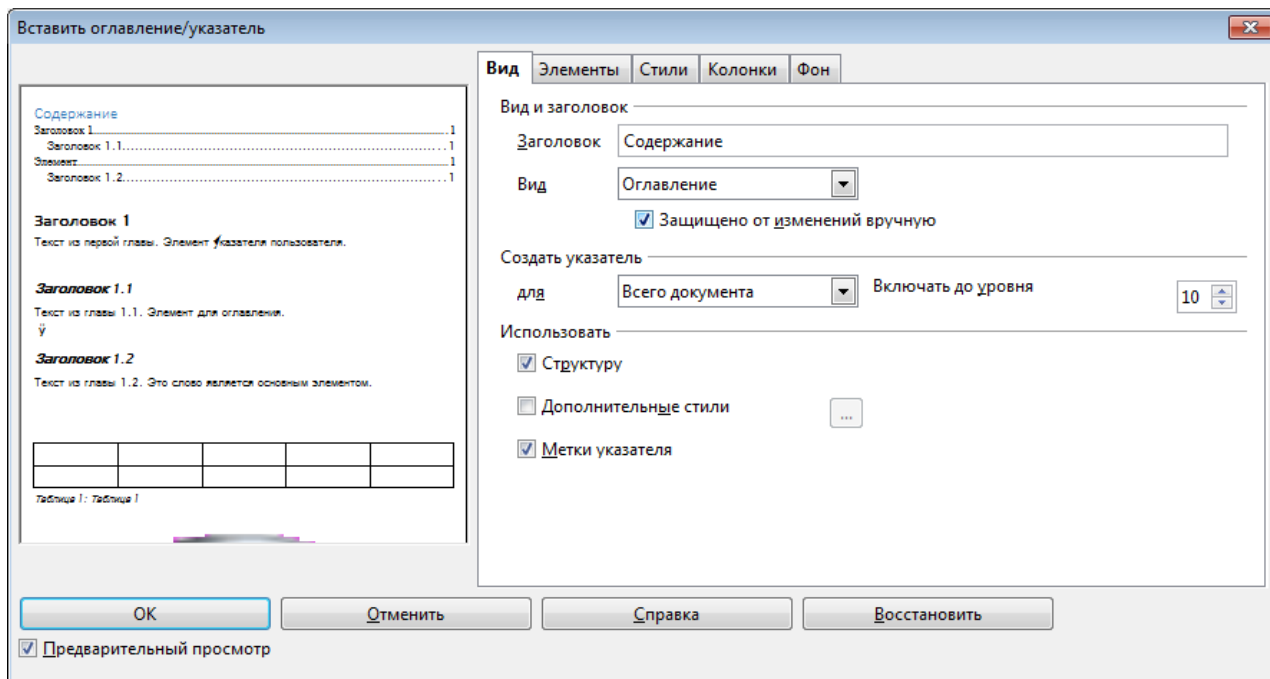 Вставить оглавление/указатель
Содержание
Заголовок 1 1
Заголовок 1.1 1
Элемент 1
Заголовок 1.2 1
Заголовок 1
Текст из первой главы. Элемент указателя пользователя.
Заголовок 1.1
Текст из главы 1.1. Элемент для оглавления.
ÿ
Заголовок 1.2
Текст из главы 1.2. Это слово является основным элементом.
Таблица 1: Таблица 1
Вид Элементы Стили Колонки Фон
Вид и заголовок
Заголовок Содержание
Вид Оглавление
Защищено от изменений вручную
Создать указатель
для Всего документа Включать до уровня 10
Использовать
Структуру
Дополнительные стили ...
Метки указателя
OK Отменить Справка Восстановить
Предварительный просмотр